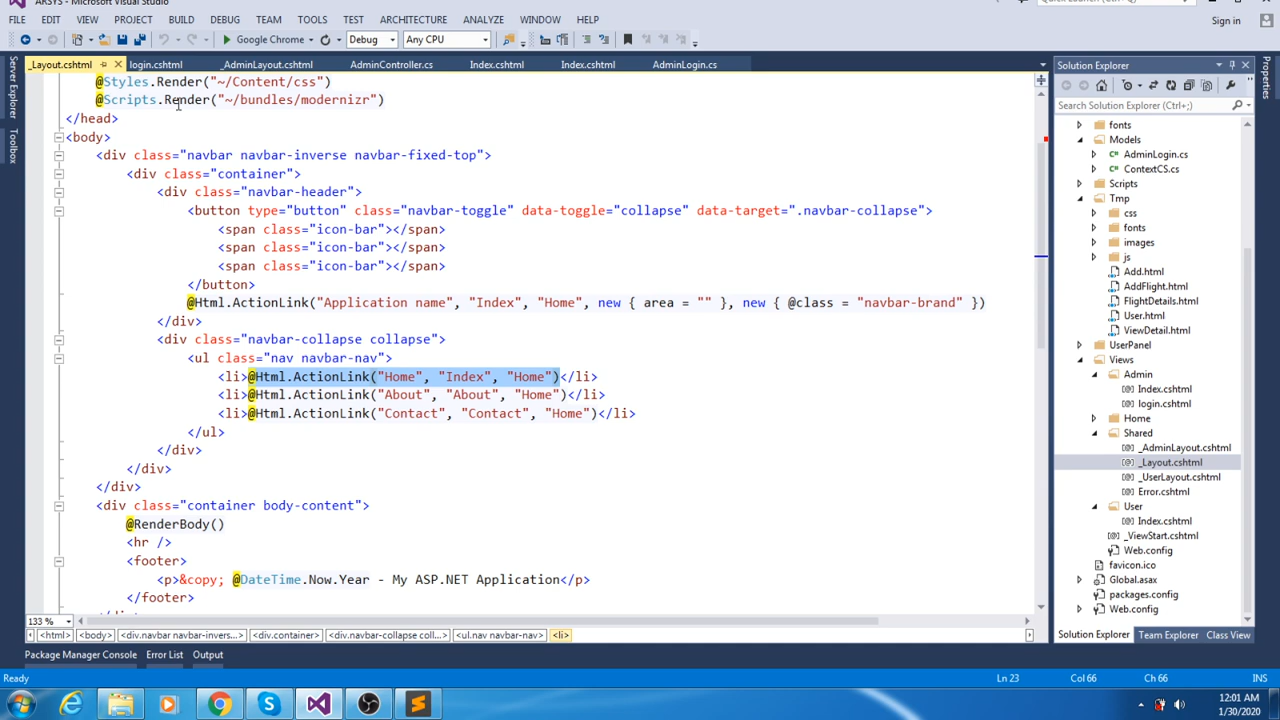 ARSYS - Microsoft Visual Studio
Quick Launch (Ctrl+Q)
FILE EDIT VIEW PROJECT BUILD DEBUG TEAM TOOLS TEST ARCHITECTURE ANALYZE WINDOW HELP
Sign in
Google Chrome Debug Any CPU
_Layout.cshtml login.cshtml _AdminLayout.cshtml AdminController.cs Index.cshtml Index.cshtml AdminLogin.cs
Server Explorer
Toolbox
@Styles.Render("~/Content/css")
@Scripts.Render("~/bundles/modernizr")
</head>
<body>
<div class="navbar navbar-inverse navbar-fixed-top">
<div class="container">
<div class="navbar-header">
<button type="button" class="navbar-toggle" data-toggle="collapse" data-target=".navbar-collapse">
<span class="icon-bar"></span>
<span class="icon-bar"></span>
<span class="icon-bar"></span>
</button>
@Html.ActionLink("Application name", "Index", "Home", new { area = "" }, new { @class = "navbar-brand" })
</div>
<div class="navbar-collapse collapse">
<ul class="nav navbar-nav">
<li>@Html.ActionLink("Home", "Index", "Home")</li>
<li>@Html.ActionLink("About", "About", "Home")</li>
<li>@Html.ActionLink("Contact", "Contact", "Home")</li>
</ul>
</div>
</div>
</div>
<div class="container body-content">
@RenderBody()
<hr />
<footer>
<p>&copy; @DateTime.Now.Year - My ASP.NET Application</p>
</footer>
133 %
<html> <body> <div.navbar navbar-invers...> <div.container> <div.navbar-collapse coll...> <ul.nav navbar-nav> <li>
Package Manager Console Error List Output
Solution Explorer
Search Solution Explorer (Ctrl+;)
fonts
Models
AdminLogin.cs
ContextCS.cs
Scripts
Tmp
css
fonts
images
js
Add.html
AddFlight.html
FlightDetails.html
User.html
ViewDetail.html
UserPanel
Views
Admin
Index.cshtml
login.cshtml
Home
Shared
_AdminLayout.cshtml
_Layout.cshtml
_UserLayout.cshtml
Error.cshtml
User
Index.cshtml
_ViewStart.cshtml
Web.config
favicon.ico
Global.asax
packages.config
Web.config
Solution Explorer Team Explorer Class View
Properties
Ready Ln 23 Col 66 Ch 66 INS
12:01 AM
1/30/2020